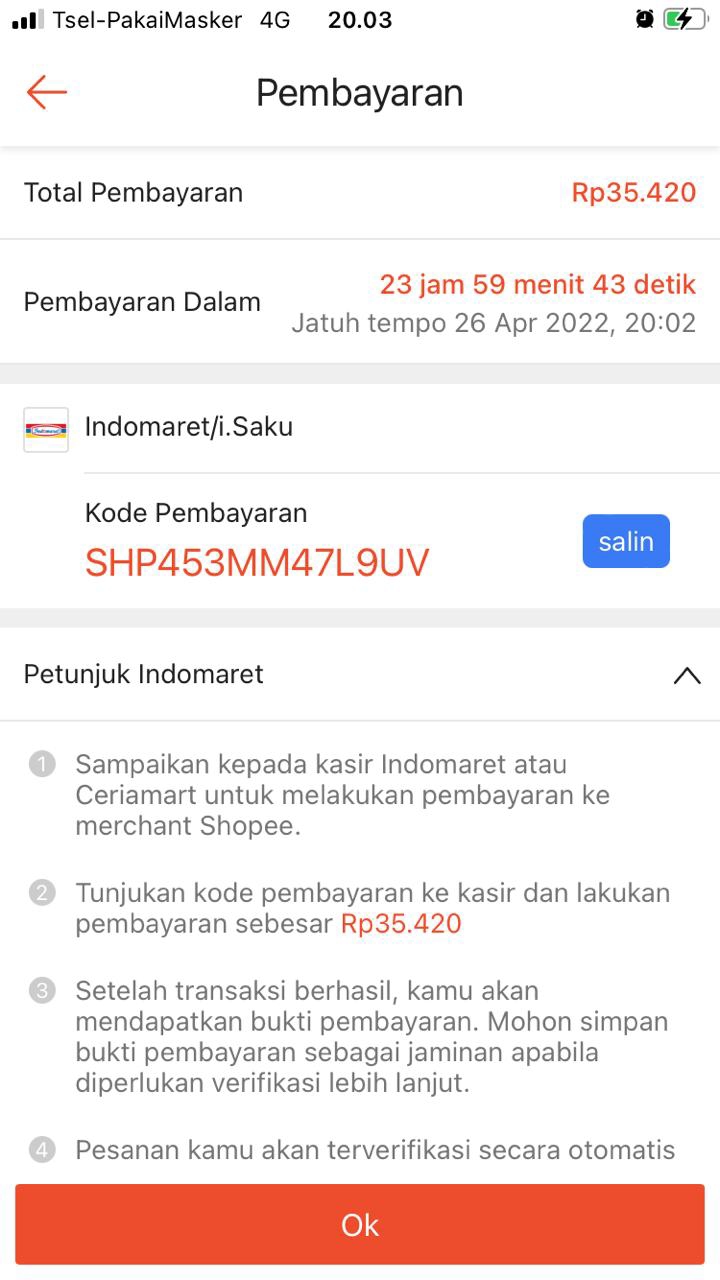 Tsel-PakaiMasker 4G 20.03
Pembayaran
Total Pembayaran Rp35.420
Pembayaran Dalam 23 jam 59 menit 43 detik
Jatuh tempo 26 Apr 2022, 20:02
Indomaret Indomaret/i.Saku
Kode Pembayaran
SHP453MM47L9UV salin
Petunjuk Indomaret
1 Sampaikan kepada kasir Indomaret atau
Ceriamart untuk melakukan pembayaran ke
merchant Shopee.
2 Tunjukan kode pembayaran ke kasir dan lakukan
pembayaran sebesar Rp35.420
3 Setelah transaksi berhasil, kamu akan
mendapatkan bukti pembayaran. Mohon simpan
bukti pembayaran sebagai jaminan apabila
diperlukan verifikasi lebih lanjut.
4 Pesanan kamu akan terverifikasi secara otomatis
Ok